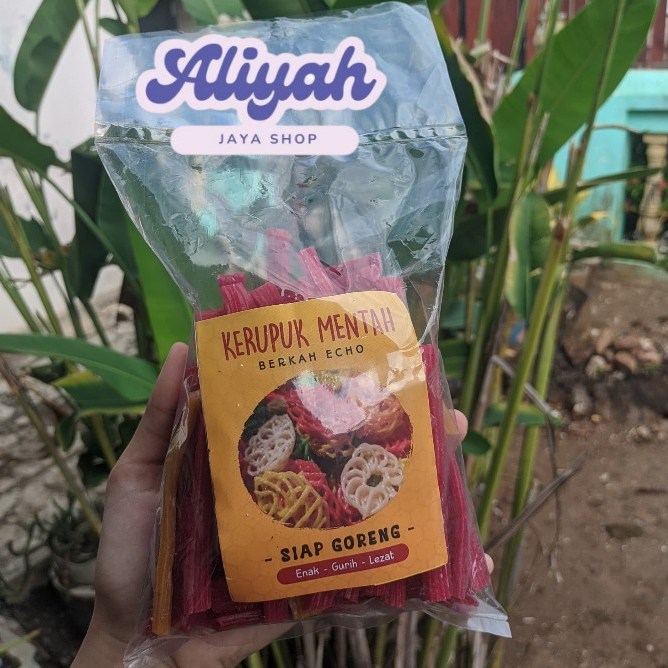 Aliyah
JAYA SHOP
KERUPUK MENTAH
BERKAH ECHO
- SIAP GORENG -
Enak - Gurih - Lezat